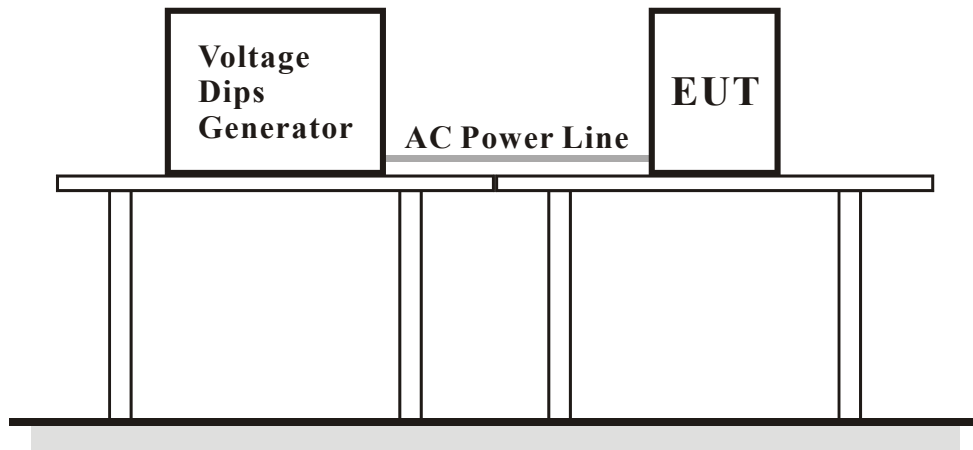 Voltage
Dips
Generator
EUT
AC Power Line